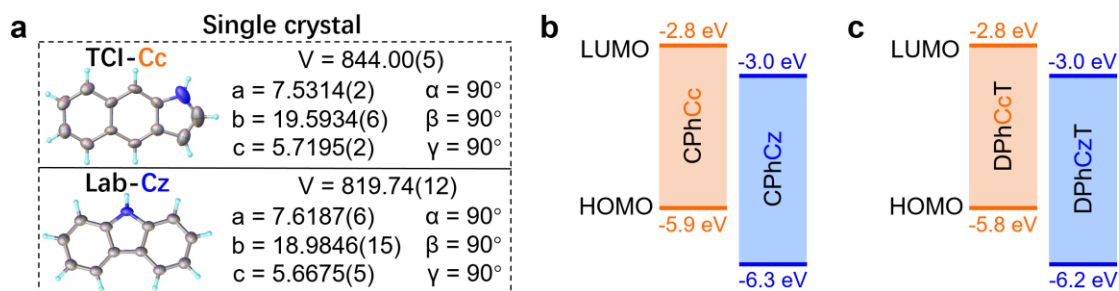 a
Single crystal
TCI-Cc
V = 844.00(5)
a = 7.5314(2) α = 90°
b = 19.5934(6) β = 90°
c = 5.7195(2) γ = 90°
Lab-Cz
V = 819.74(12)
a = 7.6187(6) α = 90°
b = 18.9846(15) β = 90°
c = 5.6675(5) γ = 90°
b
-2.8 eV
LUMO
-3.0 eV
CPhCc
CPhCz
HOMO
-5.9 eV
-6.3 eV
c
-2.8 eV
LUMO
-3.0 eV
DPhCcT
DPhCzT
HOMO
-5.8 eV
-6.2 eV